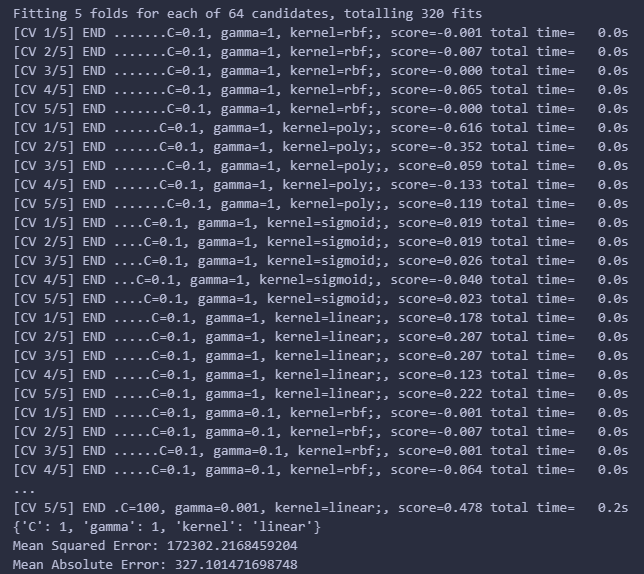 Fitting 5 folds for each of 64 candidates, totalling 320 fits
[CV 1/5] END .......C=0.1, gamma=1, kernel=rbf;, score=-0.001 total time=   0.0s
[CV 2/5] END .......C=0.1, gamma=1, kernel=rbf;, score=-0.007 total time=   0.0s
[CV 3/5] END .......C=0.1, gamma=1, kernel=rbf;, score=-0.000 total time=   0.0s
[CV 4/5] END .......C=0.1, gamma=1, kernel=rbf;, score=-0.065 total time=   0.0s
[CV 5/5] END .......C=0.1, gamma=1, kernel=rbf;, score=-0.000 total time=   0.0s
[CV 1/5] END ......C=0.1, gamma=1, kernel=poly;, score=-0.616 total time=   0.0s
[CV 2/5] END ......C=0.1, gamma=1, kernel=poly;, score=-0.352 total time=   0.0s
[CV 3/5] END .......C=0.1, gamma=1, kernel=poly;, score=0.059 total time=   0.0s
[CV 4/5] END ......C=0.1, gamma=1, kernel=poly;, score=-0.133 total time=   0.0s
[CV 5/5] END .......C=0.1, gamma=1, kernel=poly;, score=0.119 total time=   0.0s
[CV 1/5] END ....C=0.1, gamma=1, kernel=sigmoid;, score=0.019 total time=   0.0s
[CV 2/5] END ....C=0.1, gamma=1, kernel=sigmoid;, score=0.019 total time=   0.0s
[CV 3/5] END ....C=0.1, gamma=1, kernel=sigmoid;, score=0.026 total time=   0.0s
[CV 4/5] END ...C=0.1, gamma=1, kernel=sigmoid;, score=-0.040 total time=   0.0s
[CV 5/5] END ....C=0.1, gamma=1, kernel=sigmoid;, score=0.023 total time=   0.0s
[CV 1/5] END .....C=0.1, gamma=1, kernel=linear;, score=0.178 total time=   0.0s
[CV 2/5] END .....C=0.1, gamma=1, kernel=linear;, score=0.207 total time=   0.0s
[CV 3/5] END .....C=0.1, gamma=1, kernel=linear;, score=0.207 total time=   0.0s
[CV 4/5] END .....C=0.1, gamma=1, kernel=linear;, score=0.123 total time=   0.0s
[CV 5/5] END .....C=0.1, gamma=1, kernel=linear;, score=0.222 total time=   0.0s
[CV 1/5] END .....C=0.1, gamma=0.1, kernel=rbf;, score=-0.001 total time=   0.0s
[CV 2/5] END .....C=0.1, gamma=0.1, kernel=rbf;, score=-0.007 total time=   0.0s
[CV 3/5] END ......C=0.1, gamma=0.1, kernel=rbf;, score=0.001 total time=   0.0s
[CV 4/5] END .....C=0.1, gamma=0.1, kernel=rbf;, score=-0.064 total time=   0.0s
...
[CV 5/5] END .C=100, gamma=0.001, kernel=linear;, score=0.478 total time=   0.2s
{'C': 1, 'gamma': 1, 'kernel': 'linear'}
Mean Squared Error: 172302.2168459204
Mean Absolute Error: 327.101471698748